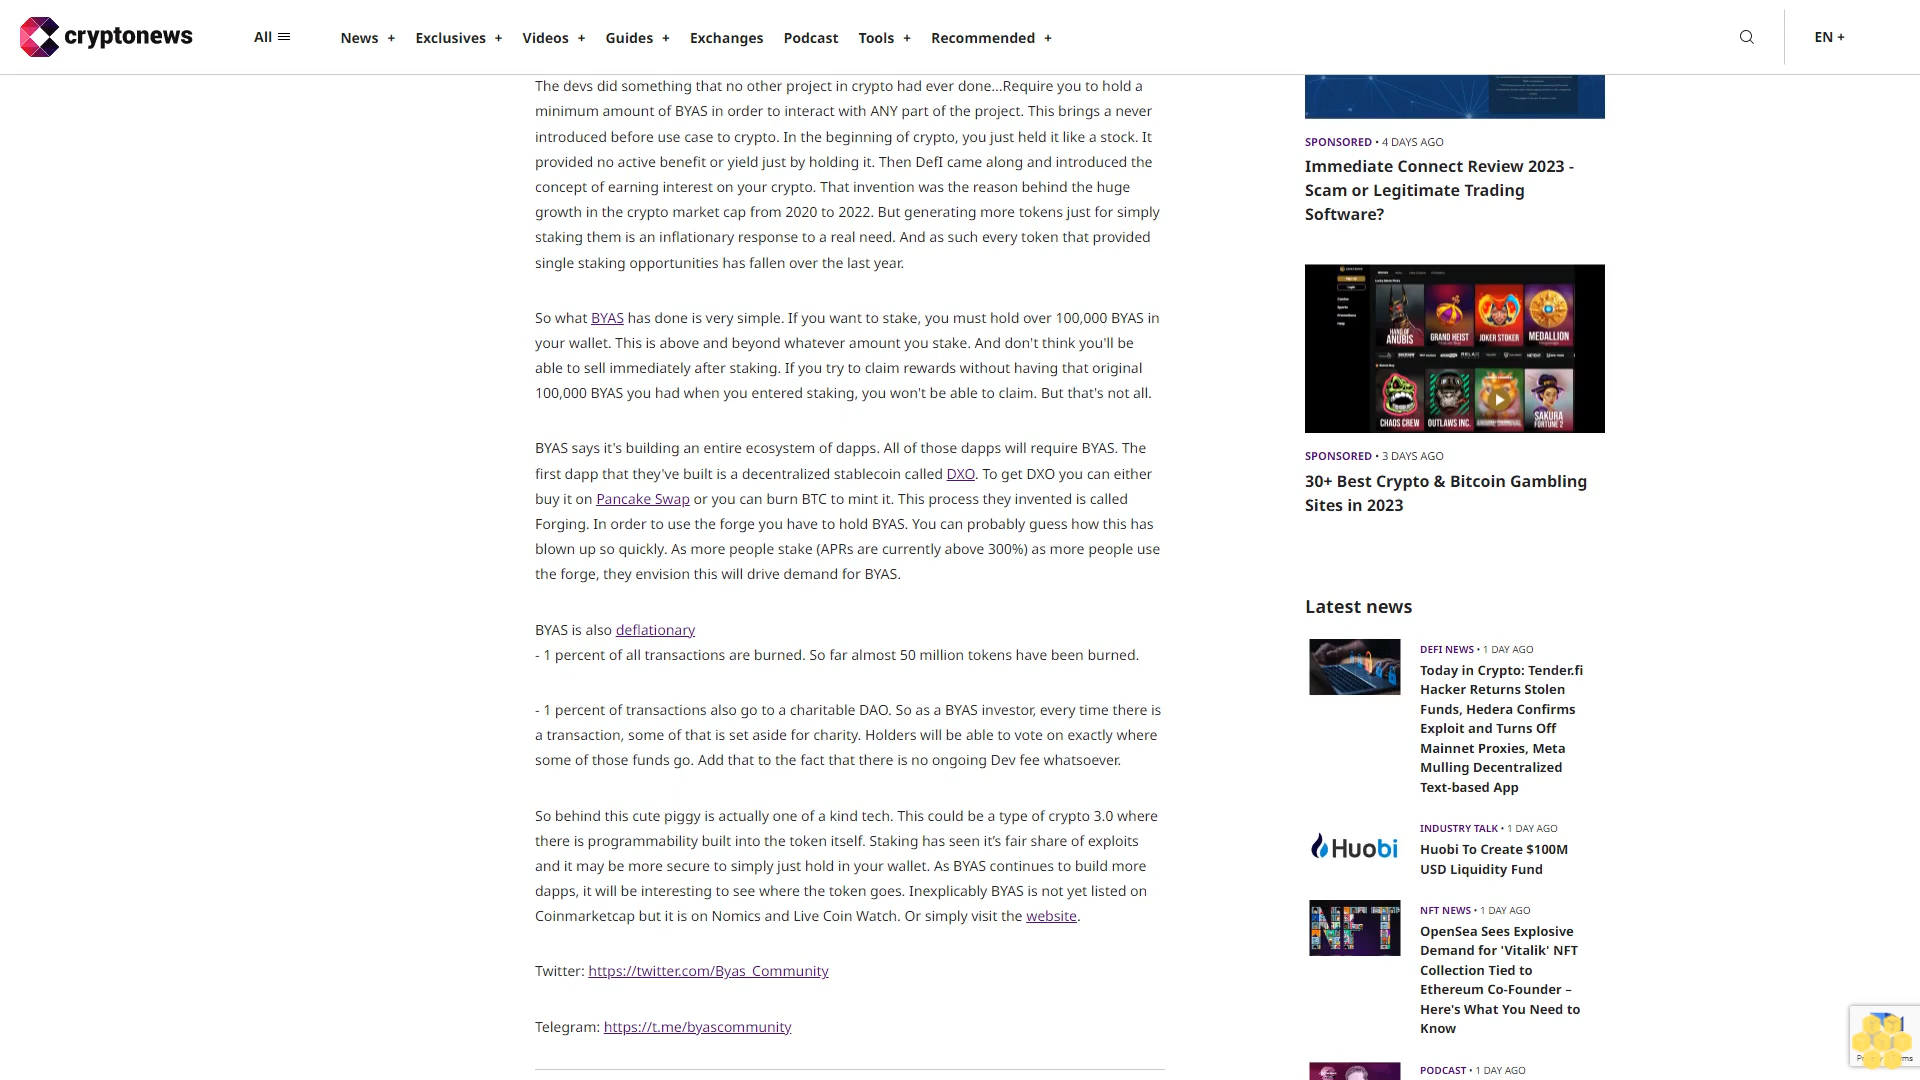 cryptonews
All
News +
Exclusives +
Videos +
Guides +
Exchanges
Podcast
Tools +
Recommended +
EN +
The devs did something that no other project in crypto had ever done...Require you to hold a
minimum amount of BYAS in order to interact with ANY part of the project. This brings a never
introduced before use case to crypto. In the beginning of crypto, you just held it like a stock. It
provided no active benefit or yield just by holding it. Then DefI came along and introduced the
concept of earning interest on your crypto. That invention was the reason behind the huge
growth in the crypto market cap from 2020 to 2022. But generating more tokens just for simply
staking them is an inflationary response to a real need. And as such every token that provided
single staking opportunities has fallen over the last year.
So what BYAS has done is very simple. If you want to stake, you must hold over 100,000 BYAS in
your wallet. This is above and beyond whatever amount you stake. And don't think you'll be
able to sell immediately after staking. If you try to claim rewards without having that original
100,000 BYAS you had when you entered staking, you won't be able to claim. But that's not all.
BYAS says it's building an entire ecosystem of dapps. All of those dapps will require BYAS. The
first dapp that they've built is a decentralized stablecoin called DXO. To get DXO you can either
buy it on Pancake Swap or you can burn BTC to mint it. This process they invented is called
Forging. In order to use the forge you have to hold BYAS. You can probably guess how this has
blown up so quickly. As more people stake (APRs are currently above 300%) as more people use
the forge, they envision this will drive demand for BYAS.
BYAS is also deflationary
- 1 percent of all transactions are burned. So far almost 50 million tokens have been burned.
- 1 percent of transactions also go to a charitable DAO. So as a BYAS investor, every time there is
a transaction, some of that is set aside for charity. Holders will be able to vote on exactly where
some of those funds go. Add that to the fact that there is no ongoing Dev fee whatsoever.
So behind this cute piggy is actually one of a kind tech. This could be a type of crypto 3.0 where
there is programmability built into the token itself. Staking has seen it’s fair share of exploits
and it may be more secure to simply just hold in your wallet. As BYAS continues to build more
dapps, it will be interesting to see where the token goes. Inexplicably BYAS is not yet listed on
Coinmarketcap but it is on Nomics and Live Coin Watch. Or simply visit the website.
Twitter: https://twitter.com/Byas_Community
Telegram: https://t.me/byascommunity
SPONSORED • 4 DAYS AGO
Immediate Connect Review 2023 -
Scam or Legitimate Trading
Software?
HAND OF
ANUBIS
GRAND HEIST
JOKER STOKER
MEDALLION
CHAOS CREW
OUTLAWS INC.
SAKURA
FORTUNE 2
SPONSORED • 3 DAYS AGO
30+ Best Crypto & Bitcoin Gambling
Sites in 2023
Latest news
DEFI NEWS • 1 DAY AGO
Today in Crypto: Tender.fi
Hacker Returns Stolen
Funds, Hedera Confirms
Exploit and Turns Off
Mainnet Proxies, Meta
Mulling Decentralized
Text-based App
Huobi
INDUSTRY TALK • 1 DAY AGO
Huobi To Create $100M
USD Liquidity Fund
NFT
NFT NEWS • 1 DAY AGO
OpenSea Sees Explosive
Demand for 'Vitalik' NFT
Collection Tied to
Ethereum Co-Founder –
Here's What You Need to
Know
PODCAST • 1 DAY AGO